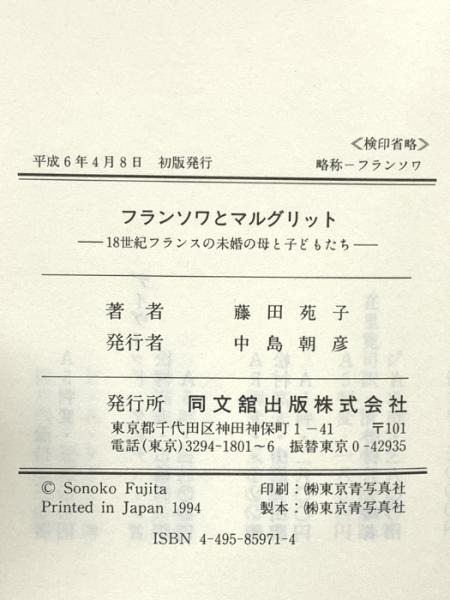 〈検印省略〉
平成6年4月8日 初版発行 略称－フランソワ
フランソワとマルグリット
―18世紀フランスの未婚の母と子どもたち―
著者 藤田苑子
発行者 中島朝彦
発行所 同文舘出版株式会社
東京都千代田区神田神保町1-41 〒101
電話(東京)3294-1801～6 振替東京0-42935
© Sonoko Fujita 印刷：㈱東京青写真社
Printed in Japan 1994 製本：㈱東京青写真社
ISBN 4-495-85971-4